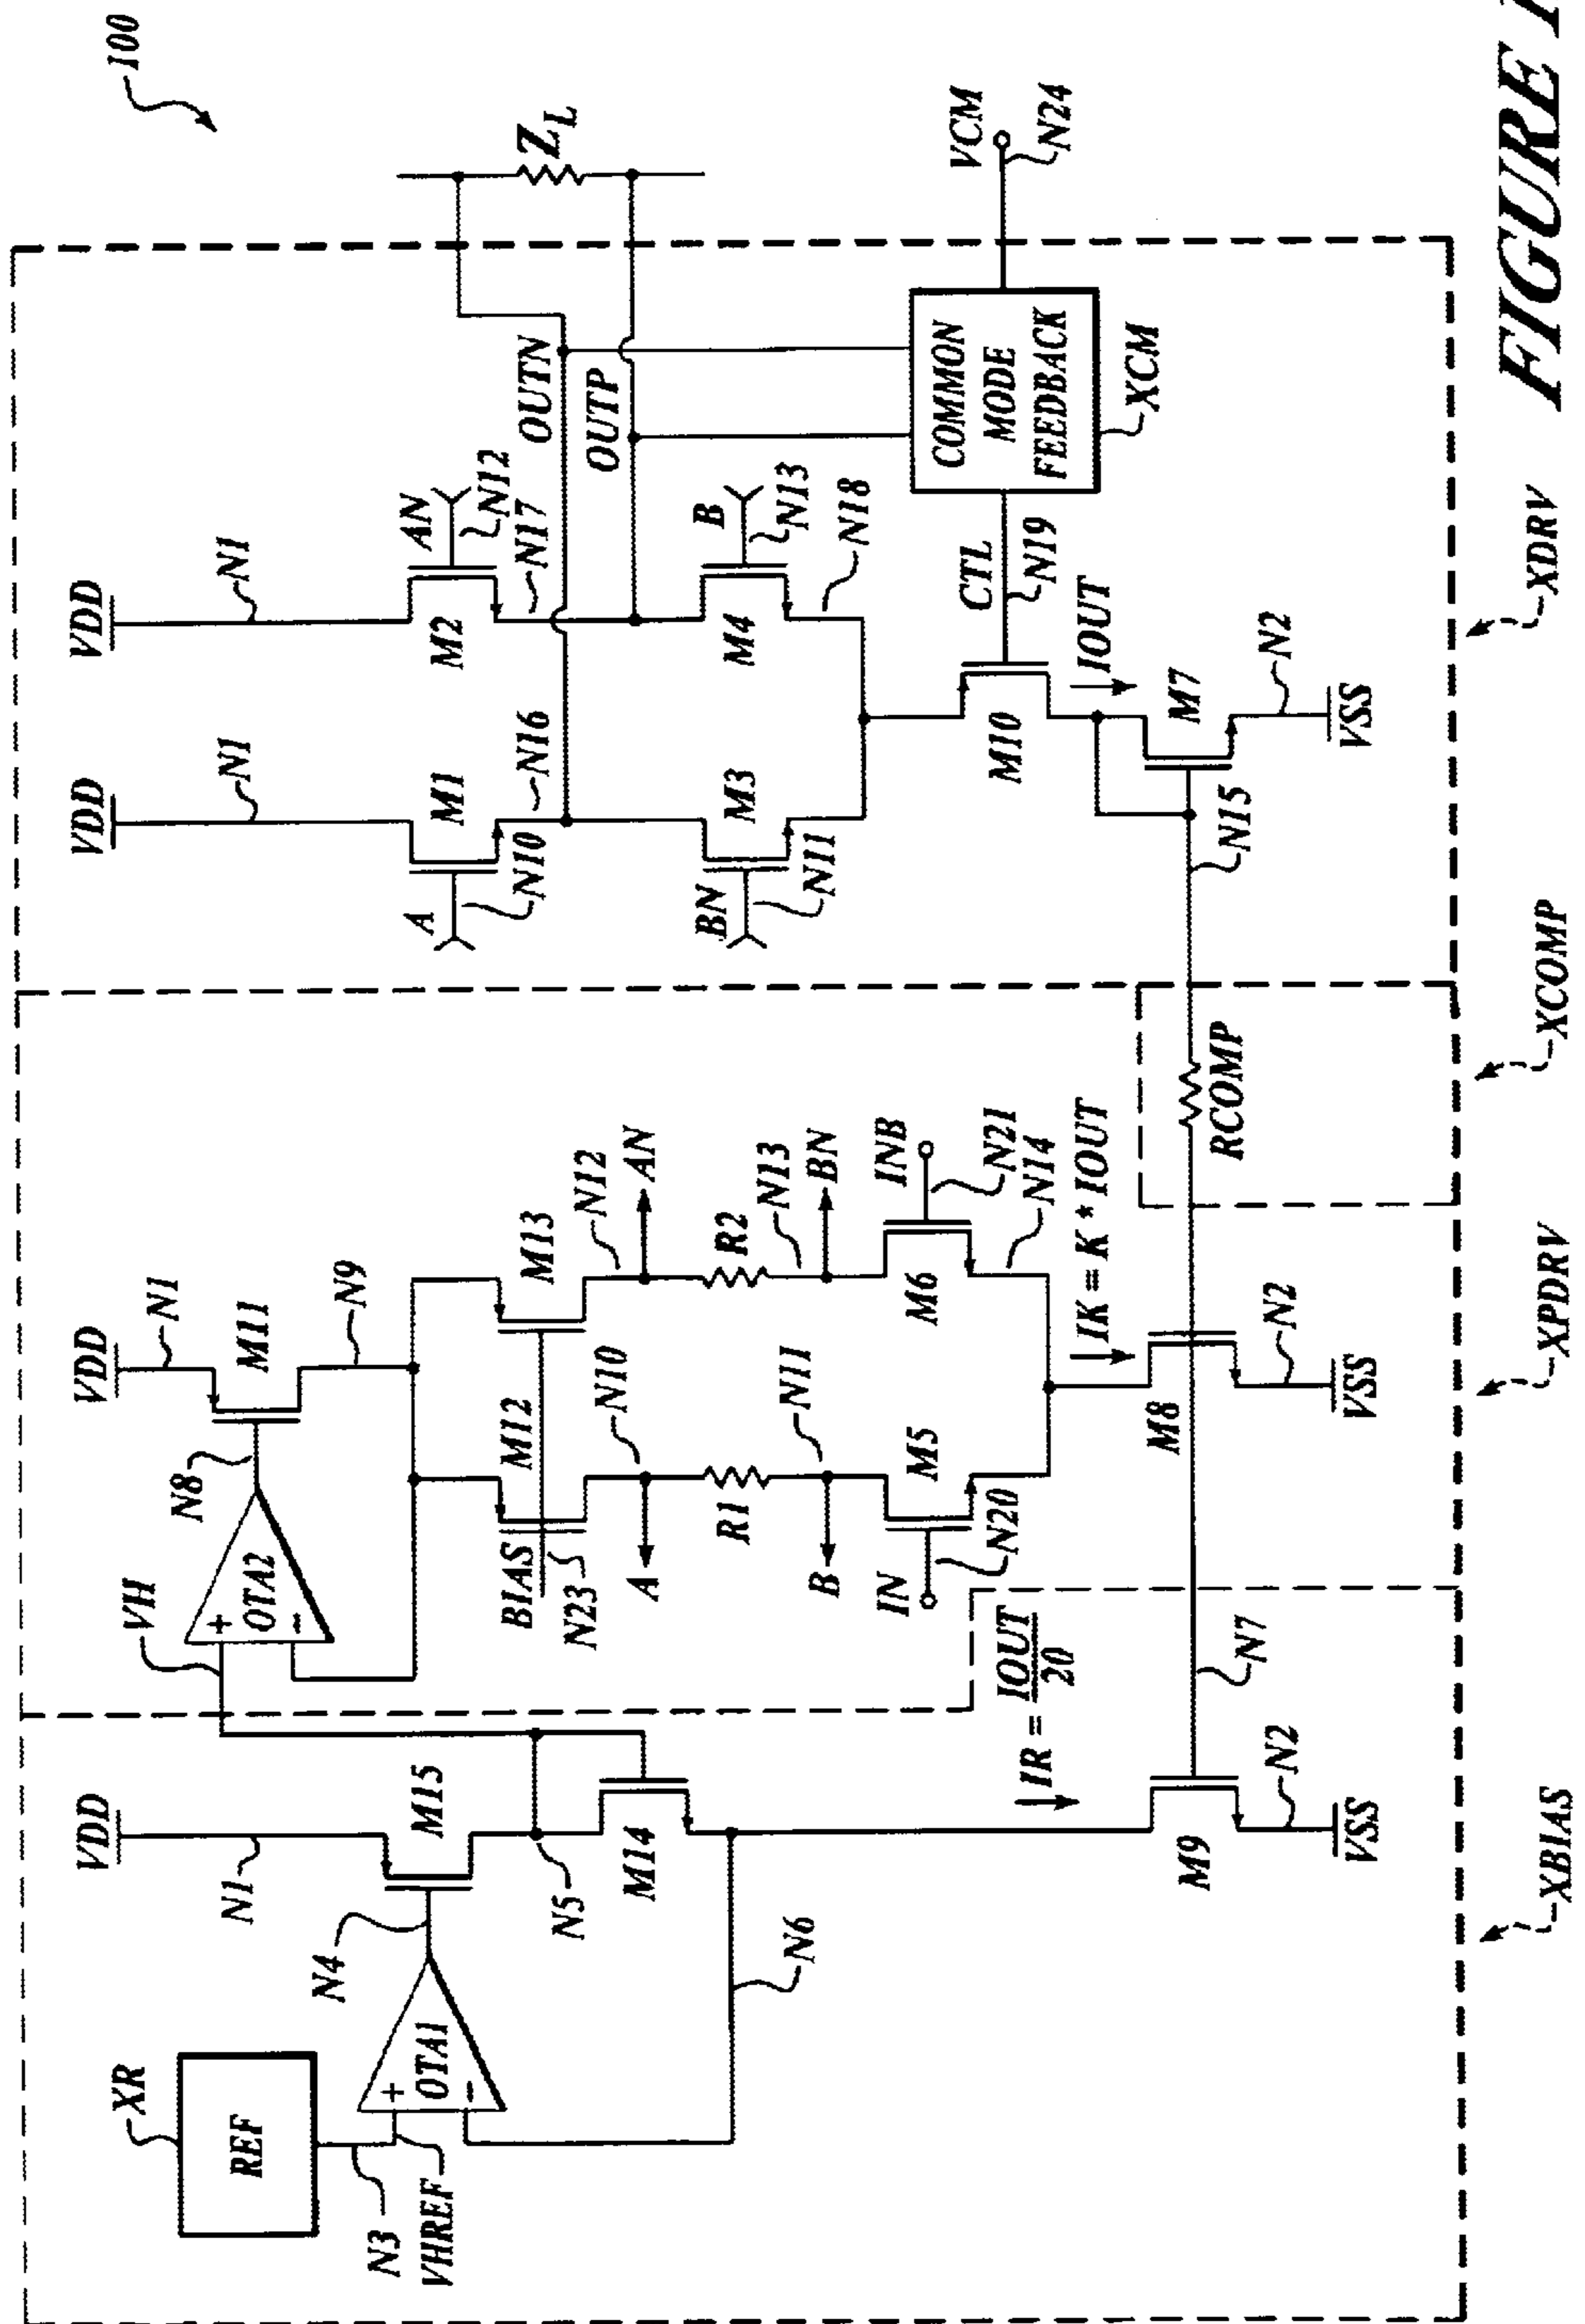 100
VDD
N1
VDD
N1
M1
A
N10
N16
M2
AN
N12
N17
OUTN
OUTP
Z_L
M3
BN
N11
M4
B
N13
N18
COMMON
MODE
FEEDBACK
XCM
VCM
N24
CTL
N19
M10
IOUT
M7
N15
N2
VSS
XDRV
VDD
N1
M11
N8
N9
VH
+
OTA2
-
M12
M13
BIAS
N23
N10
A
N12
AN
R1
R2
N11
B
N13
BN
IN
N20
M5
M6
INB
N21
N14
IK = K * IOUT
M8
N2
VSS
RCOMP
XCOMP
XPDRV
XR
REF
N3
VHREF
+
OTA1
-
N4
VDD
N1
M15
N5
M14
N6
IR = IOUT/20
M9
N7
N2
VSS
XBIAS
FIGURE